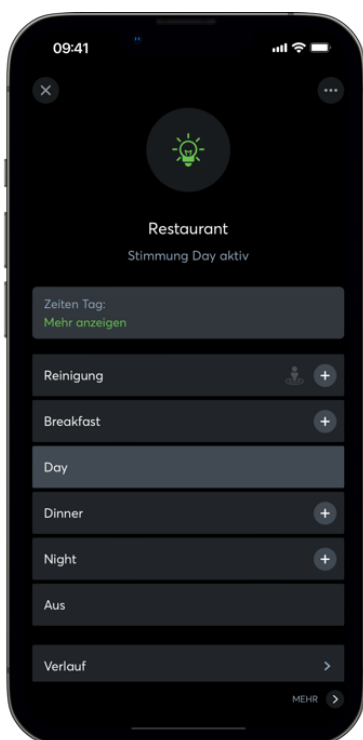 09:41
Restaurant
Stimmung Day aktiv
Zeiten Tag:
Mehr anzeigen
Reinigung
Breakfast
Day
Dinner
Night
Aus
Verlauf
MEHR